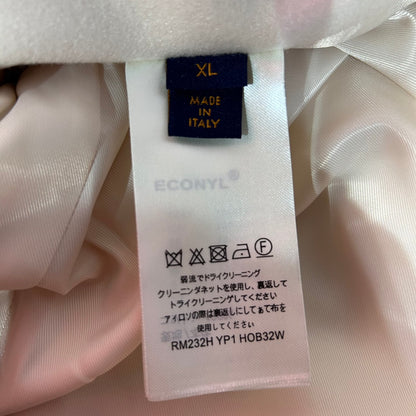 XL
MADE
IN
ITALY
ECONYL®
弱流でドライクリーニング
クリーニングネットを使用し、裏返して
ドライクリーニングしてください
アイロンの際は裏返しにしてあて布を
使用してください
RM232H YP1 HOB32W